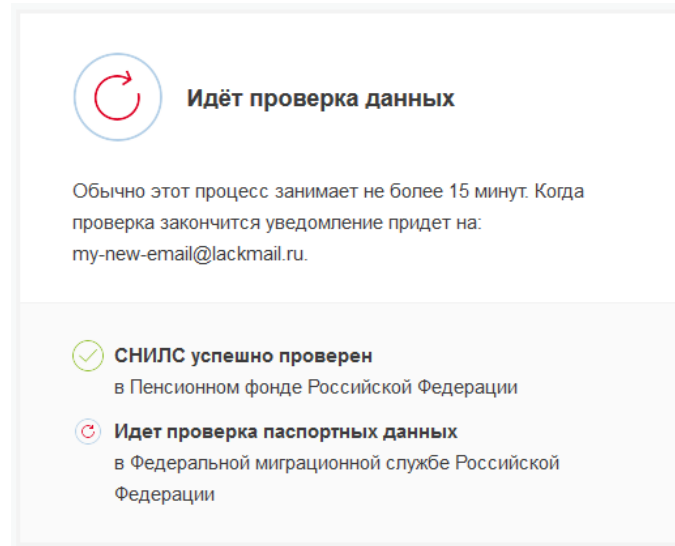 Идёт проверка данных
Обычно этот процесс занимает не более 15 минут. Когда
проверка закончится уведомление придет на:
my-new-email@lackmail.ru.
СНИЛС успешно проверен
в Пенсионном фонде Российской Федерации
Идет проверка паспортных данных
в Федеральной миграционной службе Российской
Федерации